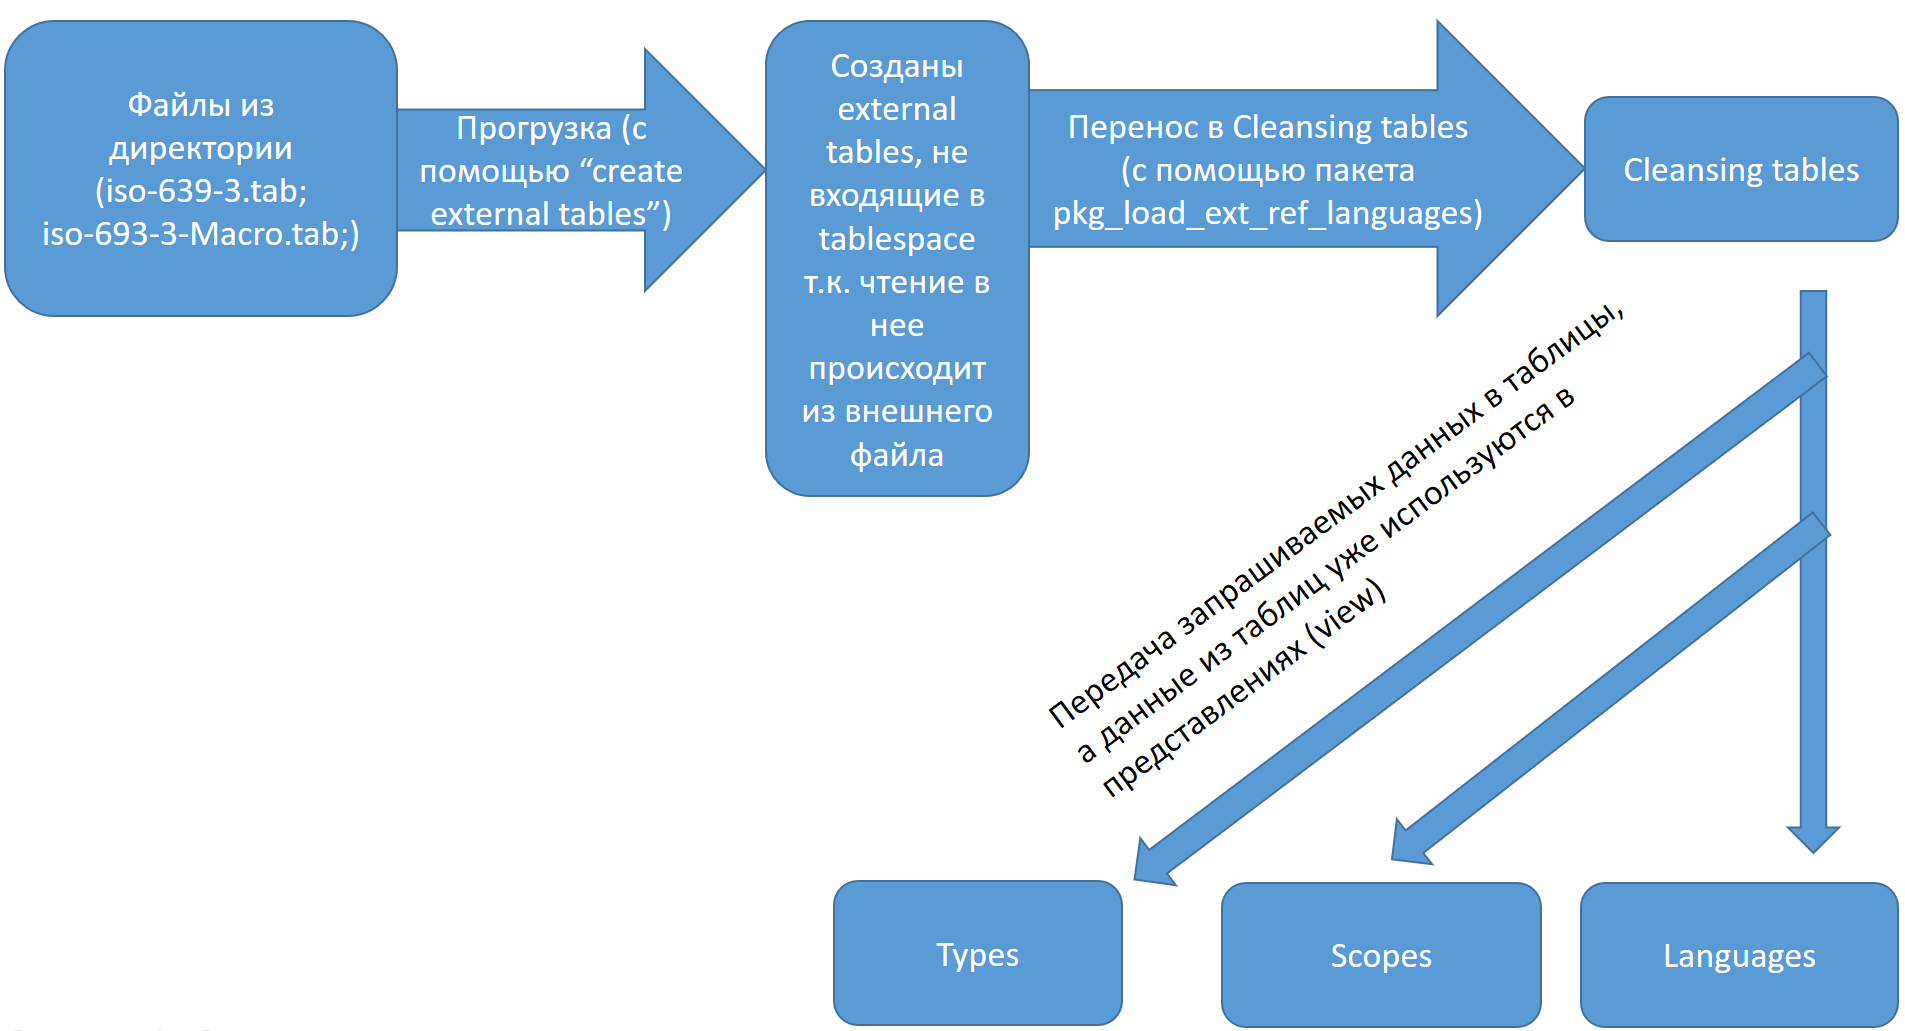 Файлы из
директории
(iso-639-3.tab;
iso-693-3-Macro.tab;)
Прогрузка (с
помощью “create
external tables”)
Созданы
external
tables, не
входящие в
tablespace
т.к. чтение в
нее
происходит
из внешнего
файла
Перенос в Cleansing tables
(с помощью пакета
pkg_load_ext_ref_languages)
Cleansing tables
Передача запрашиваемых данных в таблицы,
а данные из таблиц уже используются в
представлениях (view)
Types
Scopes
Languages